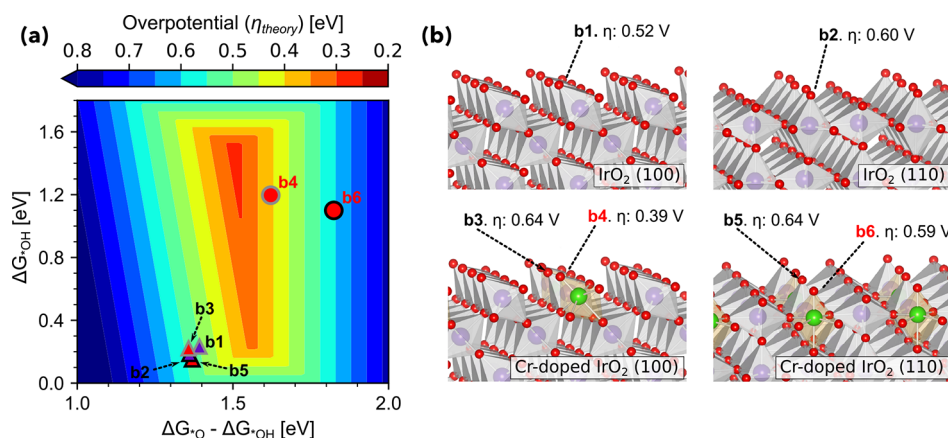 (a)
Overpotential (η_theory) [eV]
0.8 0.7 0.6 0.5 0.4 0.3 0.2
ΔG*OH [eV]
1.6
1.2
0.8
0.4
0.0
b4
b6
b3
b1
b2
b5
1.0 1.5 2.0
ΔG*O - ΔG*OH [eV]
(b)
b1. η: 0.52 V
IrO₂ (100)
b2. η: 0.60 V
IrO₂ (110)
b3. η: 0.64 V
b4. η: 0.39 V
Cr-doped IrO₂ (100)
b5. η: 0.64 V
b6. η: 0.59 V
Cr-doped IrO₂ (110)